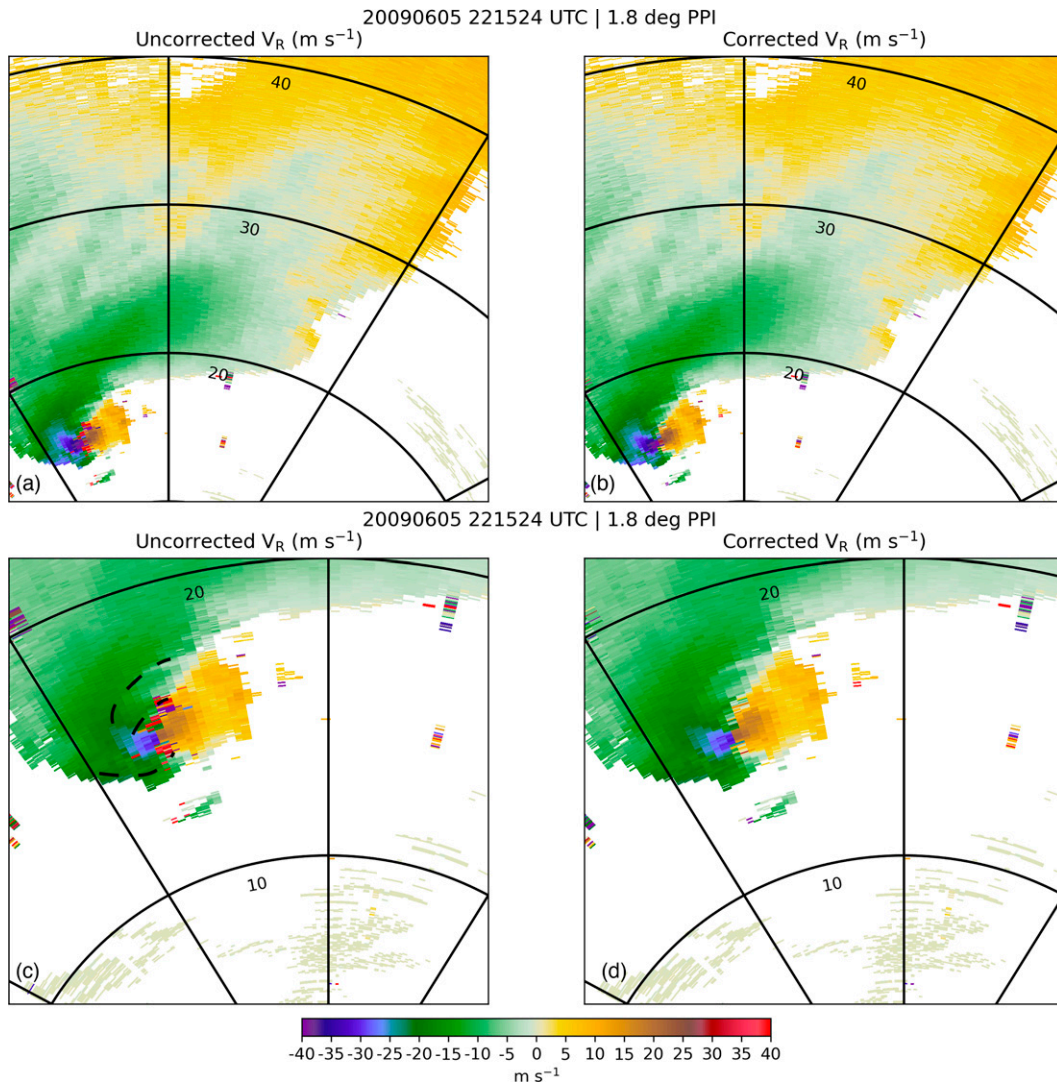 20090605 221524 UTC | 1.8 deg PPI
Uncorrected V_R (m s⁻¹)
Corrected V_R (m s⁻¹)
40
40
30
30
20
20
(a)
(b)
20090605 221524 UTC | 1.8 deg PPI
Uncorrected V_R (m s⁻¹)
Corrected V_R (m s⁻¹)
20
20
10
10
(c)
(d)
-40 -35 -30 -25 -20 -15 -10 -5 0 5 10 15 20 25 30 35 40
m s⁻¹